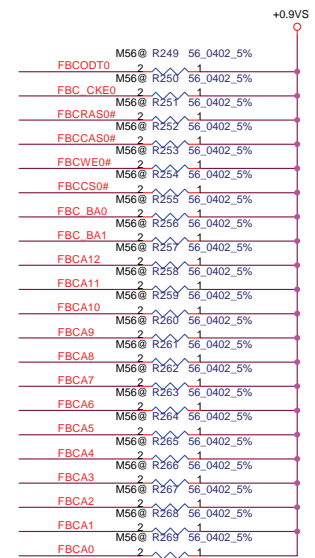 +0.9VS
M56@ R249 56_0402_5%
FBCODT0 2 1
M56@ R250 56_0402_5%
FBC_CKE0 2 1
M56@ R251 56_0402_5%
FBCRAS0# 2 1
M56@ R252 56_0402_5%
FBCCAS0# 2 1
M56@ R253 56_0402_5%
FBCWE0# 2 1
M56@ R254 56_0402_5%
FBCCS0# 2 1
M56@ R255 56_0402_5%
FBC_BA0 2 1
M56@ R256 56_0402_5%
FBC_BA1 2 1
M56@ R257 56_0402_5%
FBCA12 2 1
M56@ R258 56_0402_5%
FBCA11 2 1
M56@ R259 56_0402_5%
FBCA10 2 1
M56@ R260 56_0402_5%
FBCA9 2 1
M56@ R261 56_0402_5%
FBCA8 2 1
M56@ R262 56_0402_5%
FBCA7 2 1
M56@ R263 56_0402_5%
FBCA6 2 1
M56@ R264 56_0402_5%
FBCA5 2 1
M56@ R265 56_0402_5%
FBCA4 2 1
M56@ R266 56_0402_5%
FBCA3 2 1
M56@ R267 56_0402_5%
FBCA2 2 1
M56@ R268 56_0402_5%
FBCA1 2 1
M56@ R269 56_0402_5%
FBCA0 2 1